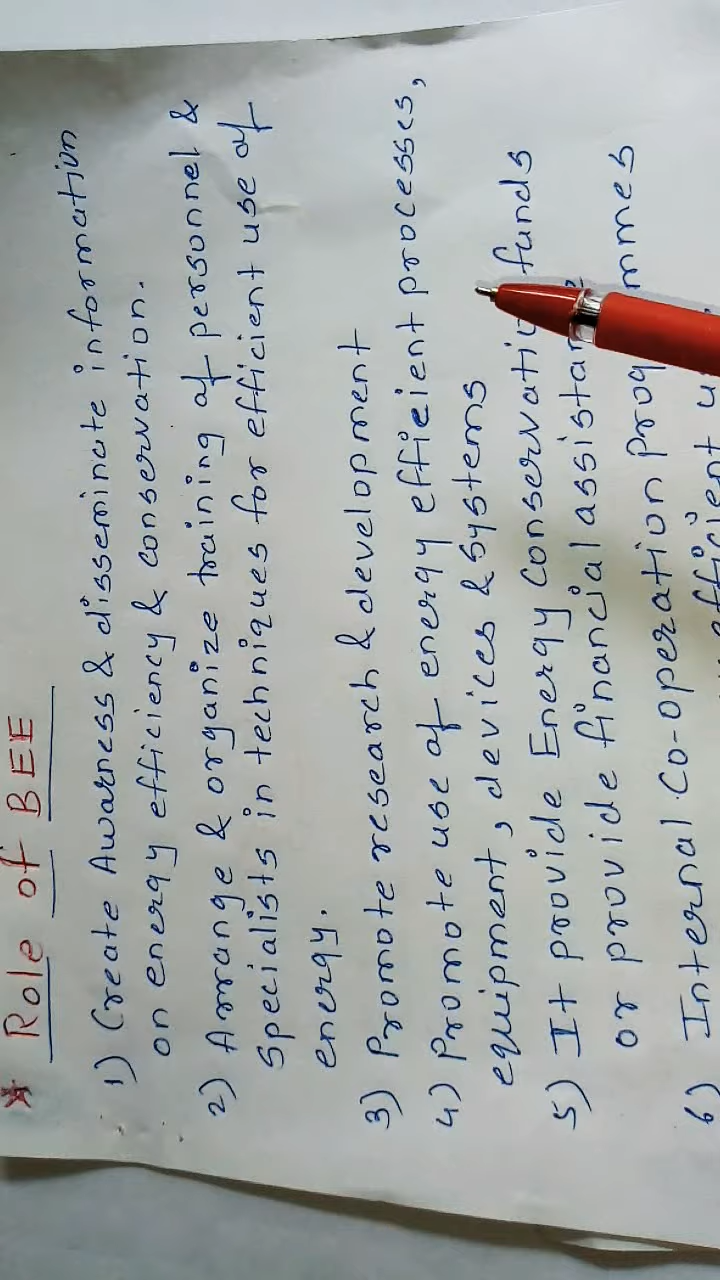 * Role of BEE
1) Create Awarness & disseminate information
on energy efficiency & conservation.
2) Arrange & organize training of personnel &
Specialists in techniques for efficient use of
energy.
3) Promote research & development
4) Promote use of energy efficient processes,
equipment, devices & systems
5) It provide Energy Conservatio funds
or provide financial assistan
6) Internal Co-operation prog mmes
efficient u